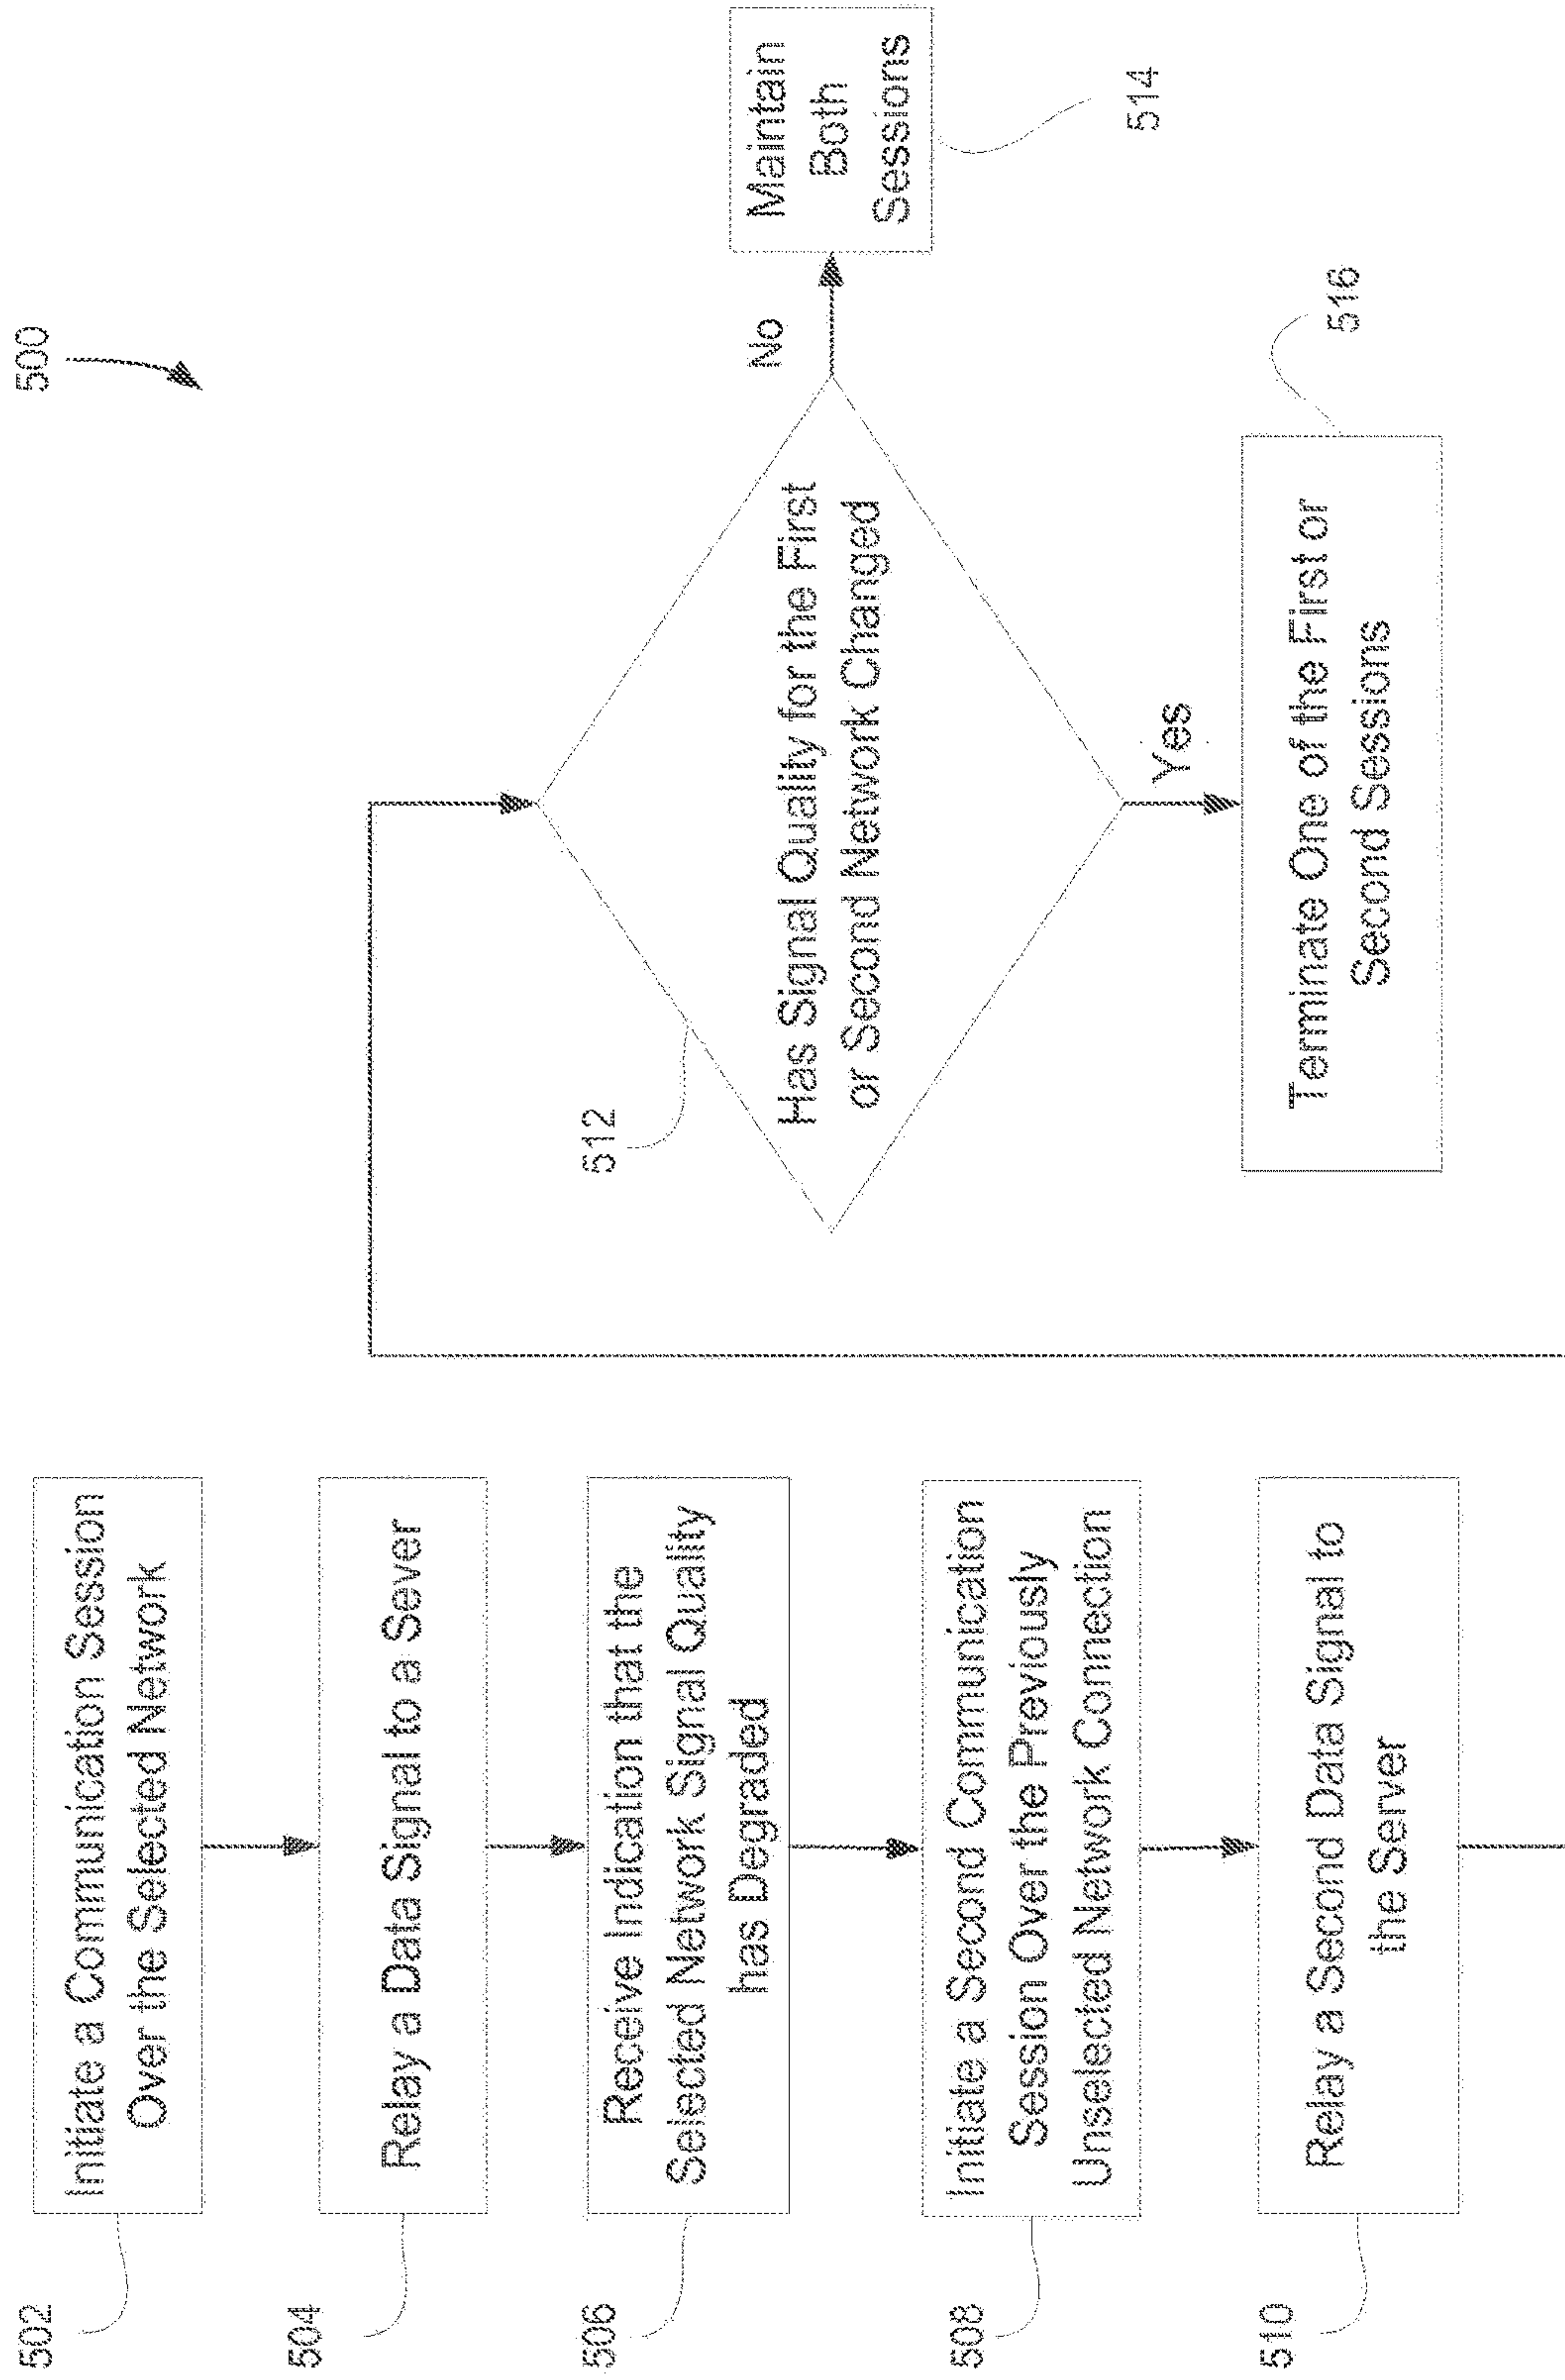 500
502
Initiate a Communication Session
Over the Selected Network
504
Relay a Data Signal to a Sever
506
Receive Indication that the
Selected Network Signal Quality
has Degraded
508
Initiate a Second Communication
Session Over the Previously
Unselected Network Connection
510
Relay a Second Data Signal to
the Server
512
Has Signal Quality for the First
or Second Network Changed
No
Maintain
Both
Sessions
514
Yes
Terminate One of the First or
Second Sessions
516